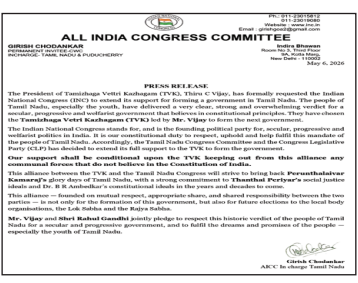 Ph.: 011-23015812
011-23019080
Website : www.inc.in
Email : girishgoa2@gmail.com
ALL INDIA CONGRESS COMMITTEE
GIRISH CHODANKAR
PERMANENT INVITEE-CWC
INCHARGE- TAMIL NADU & PUDUCHERRY
Indira Bhawan
Room No 3, Third Floor
9A, Kotla Marg,
New Delhi - 110002
May 6, 2026
PRESS RELEASE
The President of Tamizhaga Vettri Kazhagam (TVK), Thiru C Vijay, has formally requested the Indian
National Congress (INC) to extend its support for forming a government in Tamil Nadu. The people of
Tamil Nadu, especially the youth, have delivered a very clear, strong and overwhelming verdict for a
secular, progressive and welfarist government that believes in constitutional principles. They have chosen
the Tamizhaga Vetri Kazhagam (TVK) led by Mr. Vijay to form the next government.
The Indian National Congress stands for, and is the founding political party for, secular, progressive and
welfarist politics in India. It is our constitutional duty to respect, uphold and help fulfil this mandate of
the people of Tamil Nadu. Accordingly, the Tamil Nadu Congress Committee and the Congress Legislative
Party (CLP) has decided to extend its full support to the TVK to form the government.
Our support shall be conditional upon the TVK keeping out from this alliance any
communal forces that do not believe in the Constitution of India.
This alliance between the TVK and the Tamil Nadu Congress will strive to bring back Perunthalaivar
Kamaraj's glory days of Tamil Nadu, with a strong commitment to Thanthai Periyar's social justice
ideals and Dr. B R Ambedkar's constitutional ideals in the years and decades to come.
This alliance — founded on mutual respect, appropriate share, and shared responsibility between the two
parties — is not only for the formation of this government, but also for future elections to the local body
organisations, the Lok Sabha and the Rajya Sabha.
Mr. Vijay and Shri Rahul Gandhi jointly pledge to respect this historic verdict of the people of Tamil
Nadu for a secular and progressive government, and to fulfil the dreams and promises of the people —
especially the youth of Tamil Nadu.
Girish Chodankar
AICC In charge Tamil Nadu